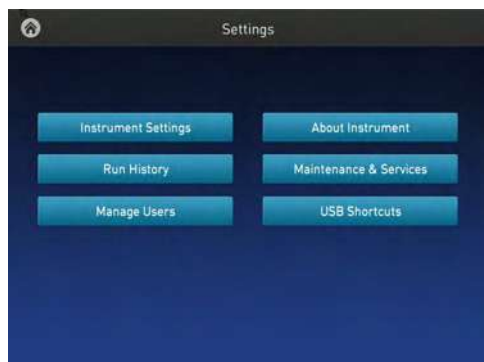 Settings
Instrument Settings
About Instrument
Run History
Maintenance & Services
Manage Users
USB Shortcuts